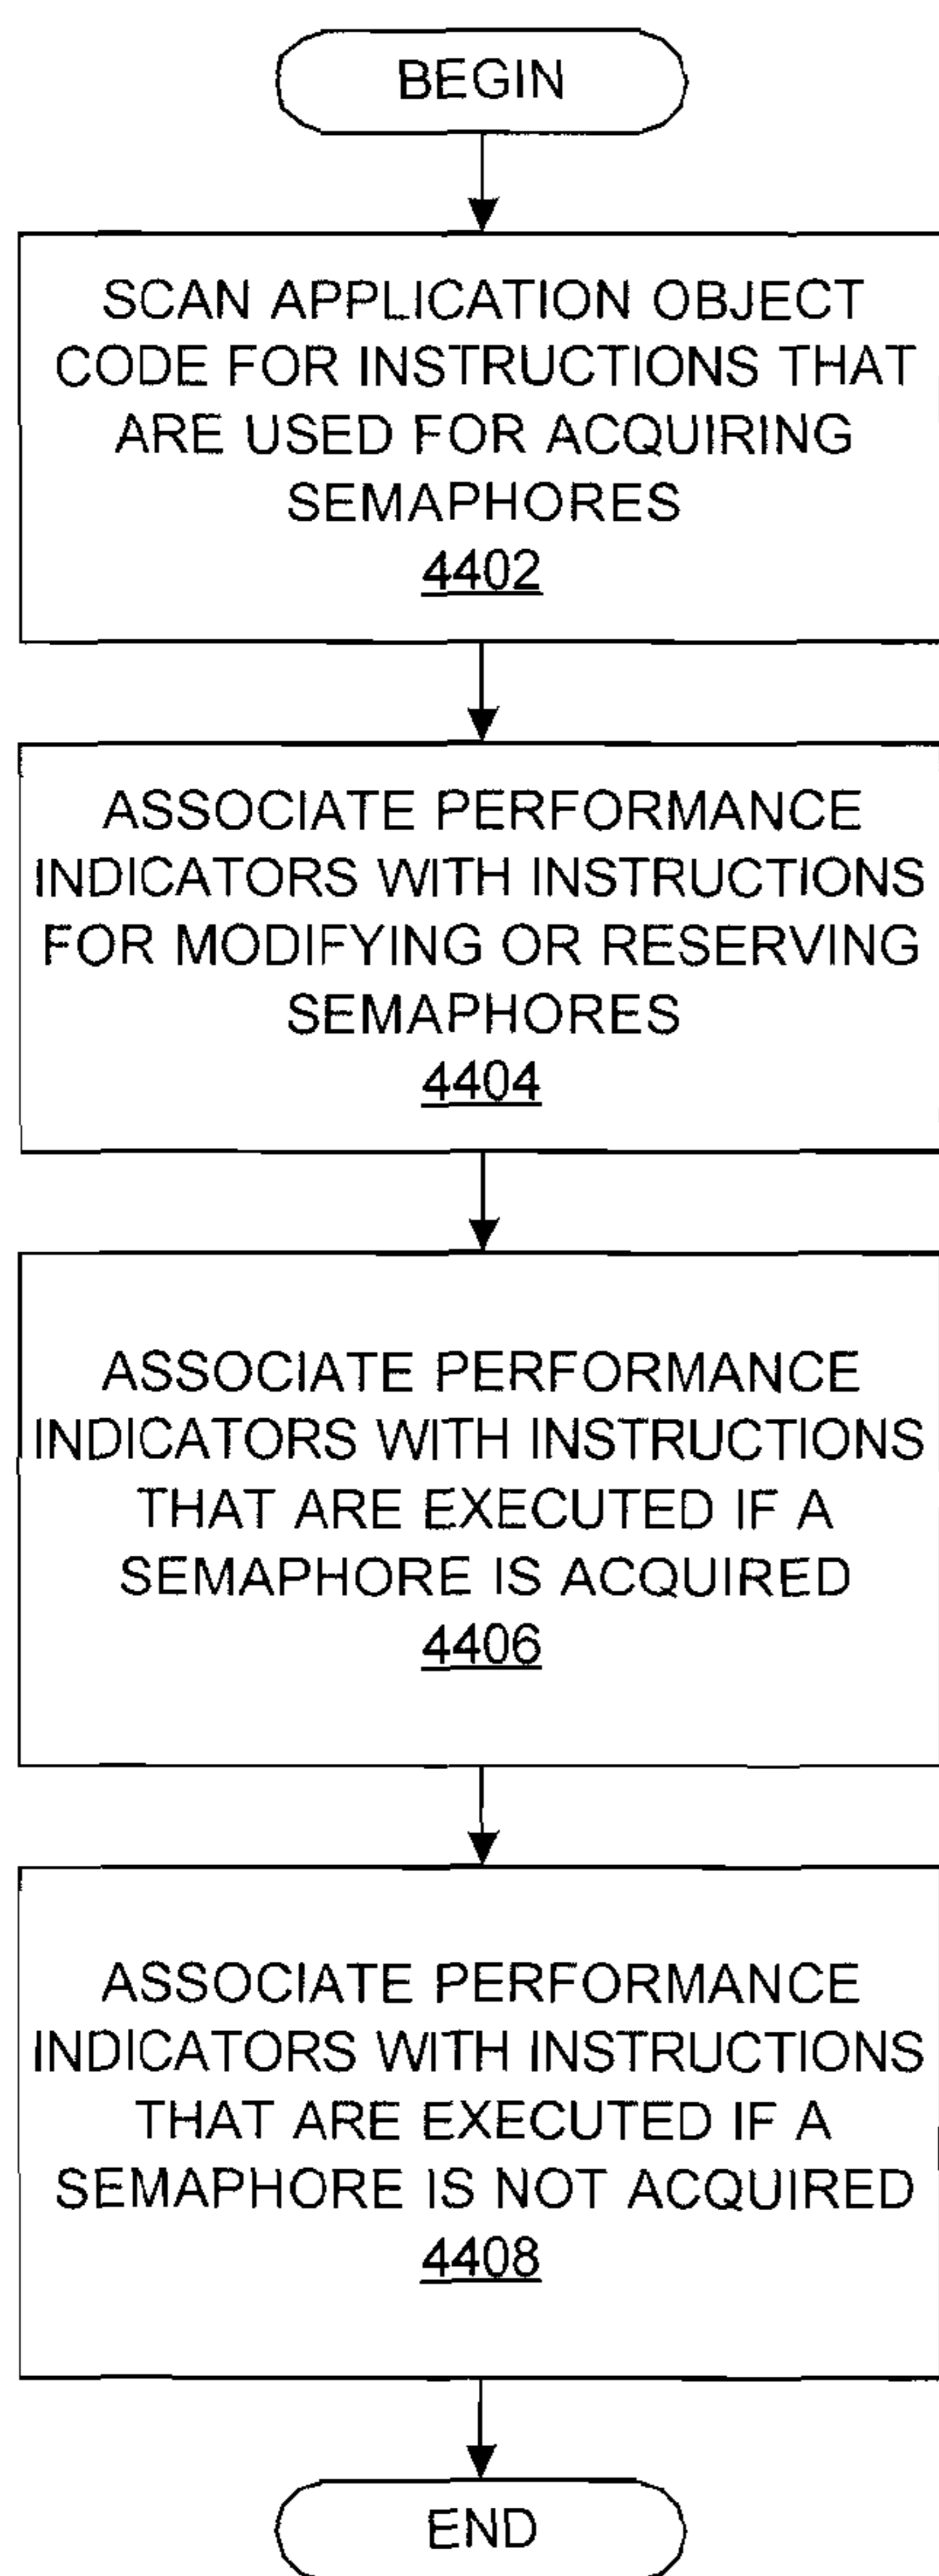 BEGIN
SCAN APPLICATION OBJECT
CODE FOR INSTRUCTIONS THAT
ARE USED FOR ACQUIRING
SEMAPHORES
4402
ASSOCIATE PERFORMANCE
INDICATORS WITH INSTRUCTIONS
FOR MODIFYING OR RESERVING
SEMAPHORES
4404
ASSOCIATE PERFORMANCE
INDICATORS WITH INSTRUCTIONS
THAT ARE EXECUTED IF A
SEMAPHORE IS ACQUIRED
4406
ASSOCIATE PERFORMANCE
INDICATORS WITH INSTRUCTIONS
THAT ARE EXECUTED IF A
SEMAPHORE IS NOT ACQUIRED
4408
END